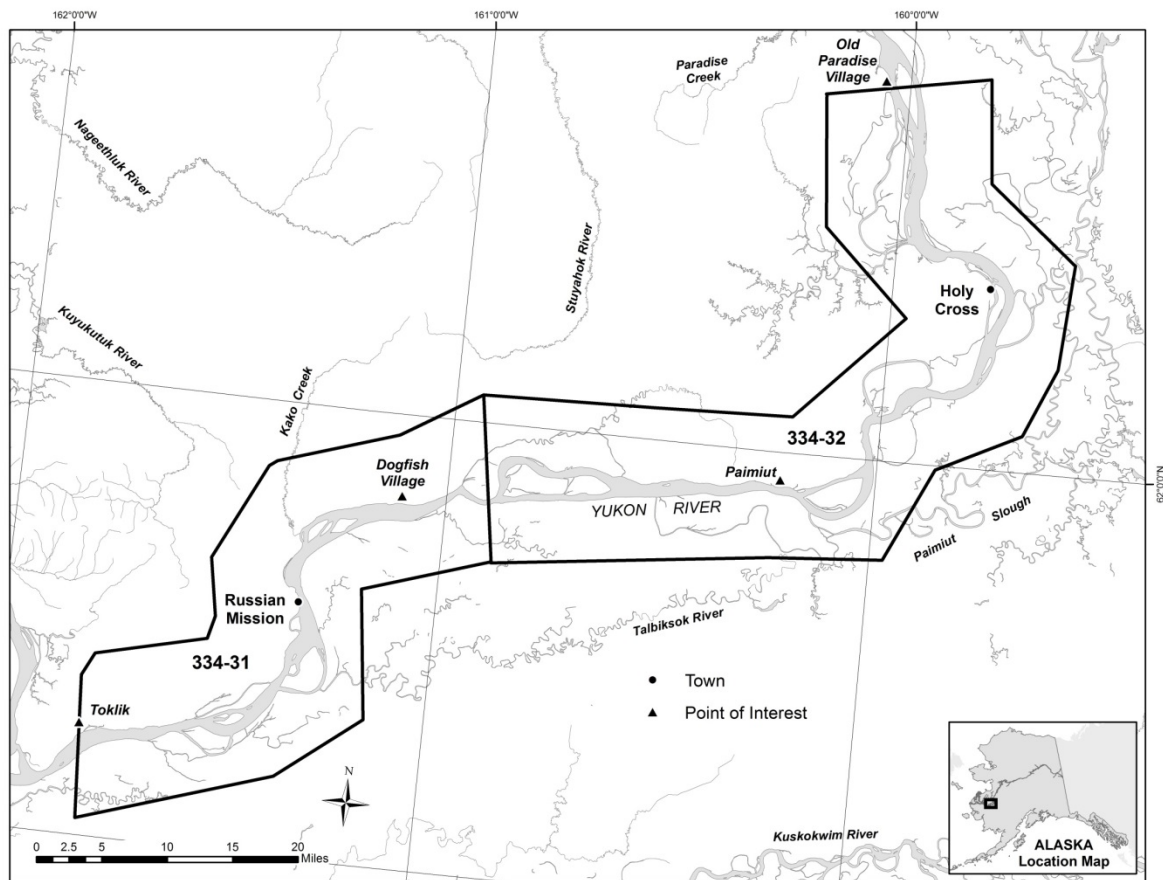 162°0'0"W
161°0'0"W
160°0'0"W
Old
Paradise
Village
Paradise
Creek
Nageethluk River
Stuyahok River
Holy
Cross
Kuyukutuk River
Kako Creek
334-32
Dogfish
Village
Paimiut
62°0'0"N
YUKON RIVER
Slough
Paimiut
Russian
Mission
Talbiksok River
334-31
Town
Toklik
Point of Interest
N
Kuskokwim River
ALASKA
Location Map
0 2.5 5 10 15 20
Miles